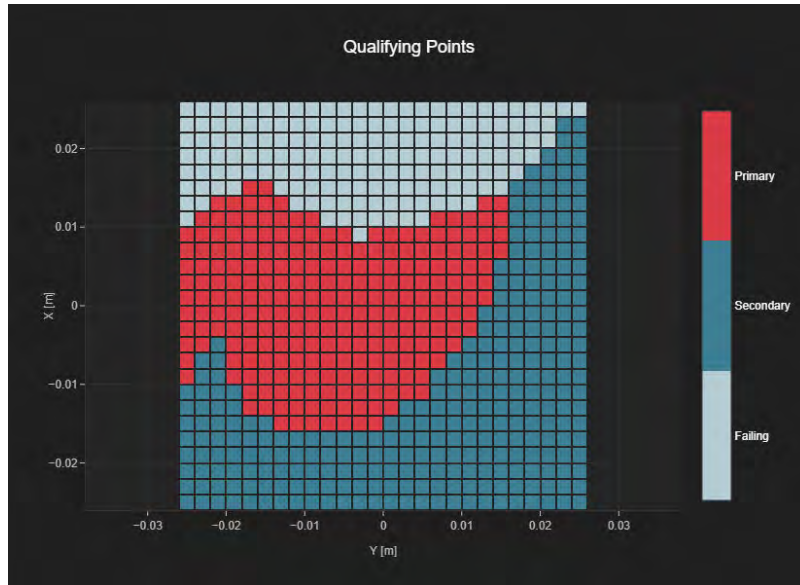 Qualifying Points
0.02
0.01
0
−0.01
−0.02
X [m]
−0.03
−0.02
−0.01
0
0.01
0.02
0.03
Y [m]
Primary
Secondary
Failing